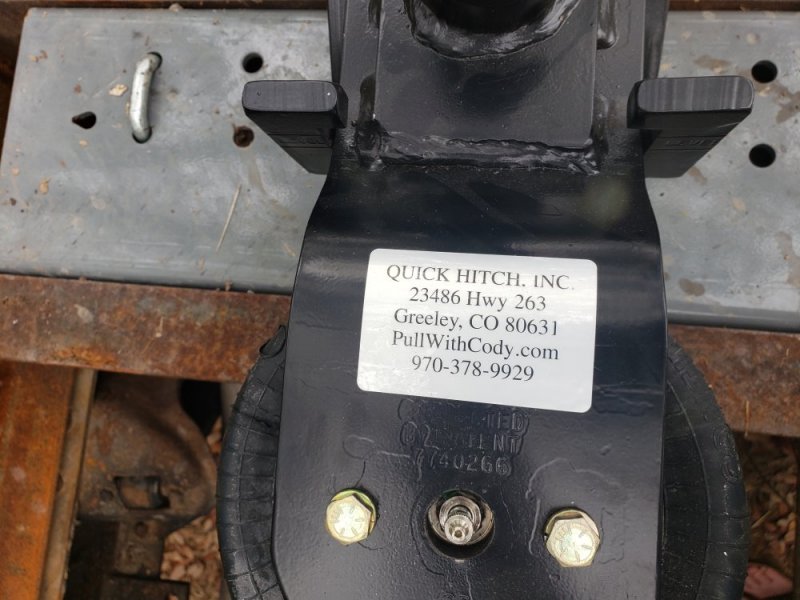 QUICK HITCH, INC.
23486 Hwy 263
Greeley, CO 80631
PullWithCody.com
970-378-9929